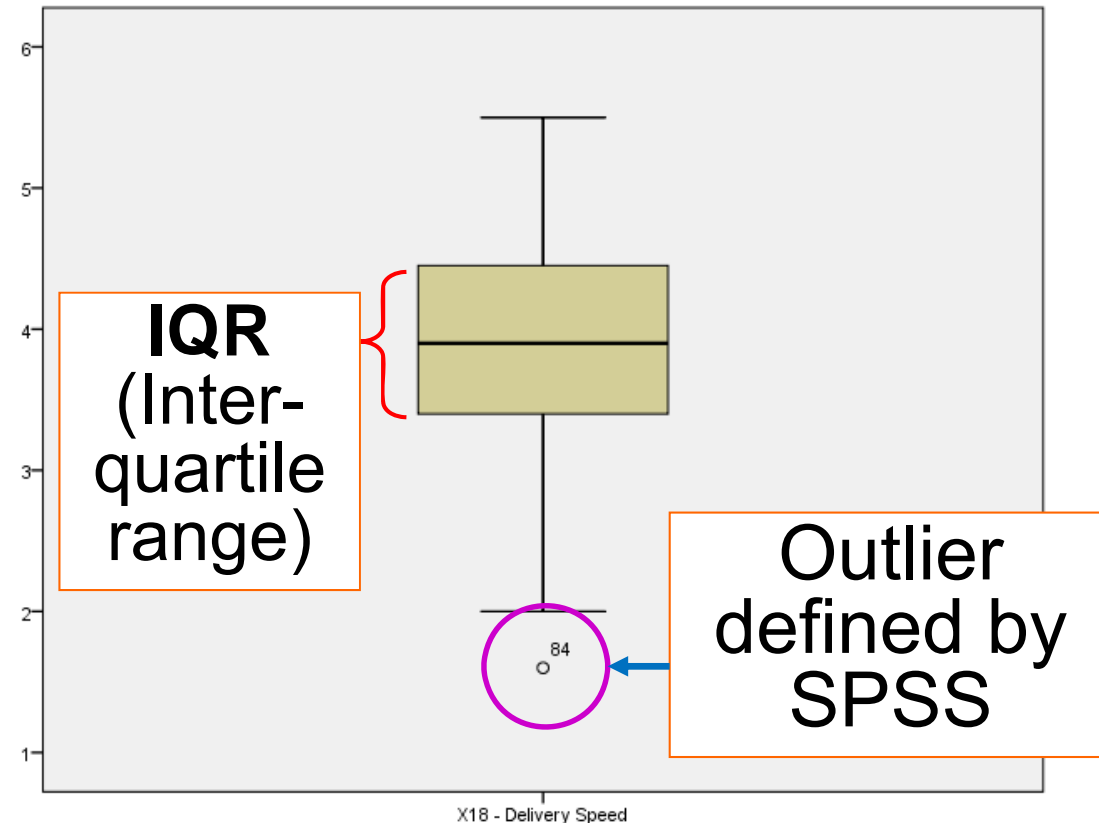 6
5
4
3
2
1
IQR
(Inter-
quartile
range)
84
Outlier
defined by
SPSS
X18 - Delivery Speed